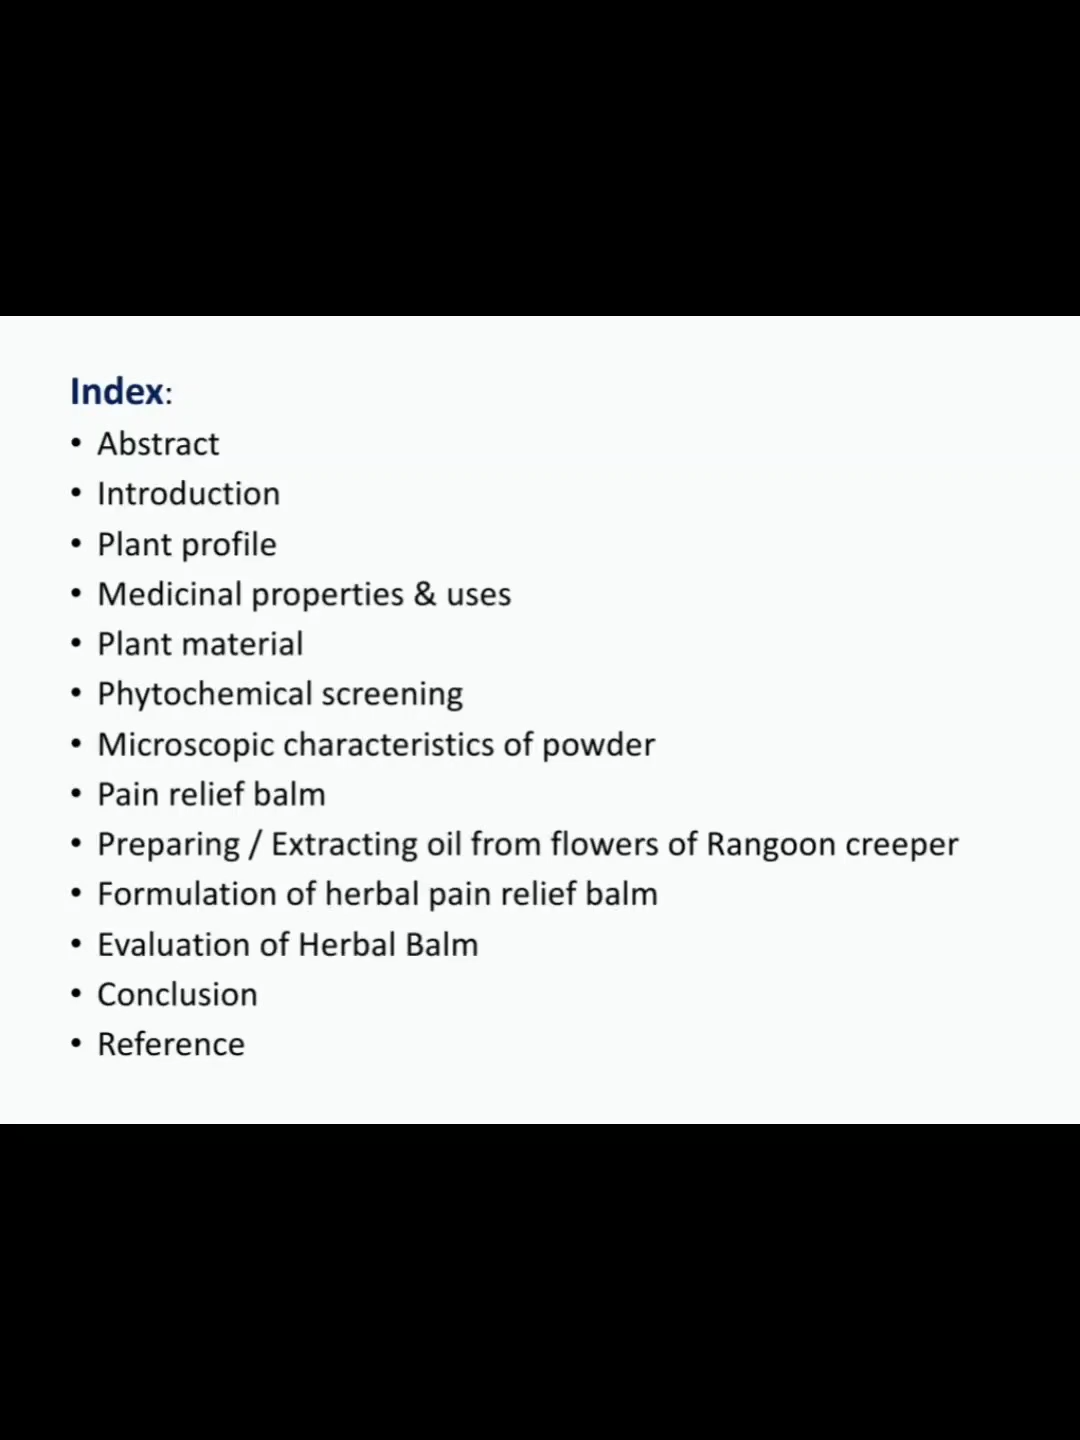 Index:
• Abstract
• Introduction
• Plant profile
• Medicinal properties & uses
• Plant material
• Phytochemical screening
• Microscopic characteristics of powder
• Pain relief balm
• Preparing / Extracting oil from flowers of Rangoon creeper
• Formulation of herbal pain relief balm
• Evaluation of Herbal Balm
• Conclusion
• Reference